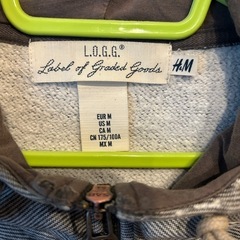 L.O.G.G.®
Label of Graded Goods
H&M
EUR M
US M
CA M
CN 175/100A
MX M